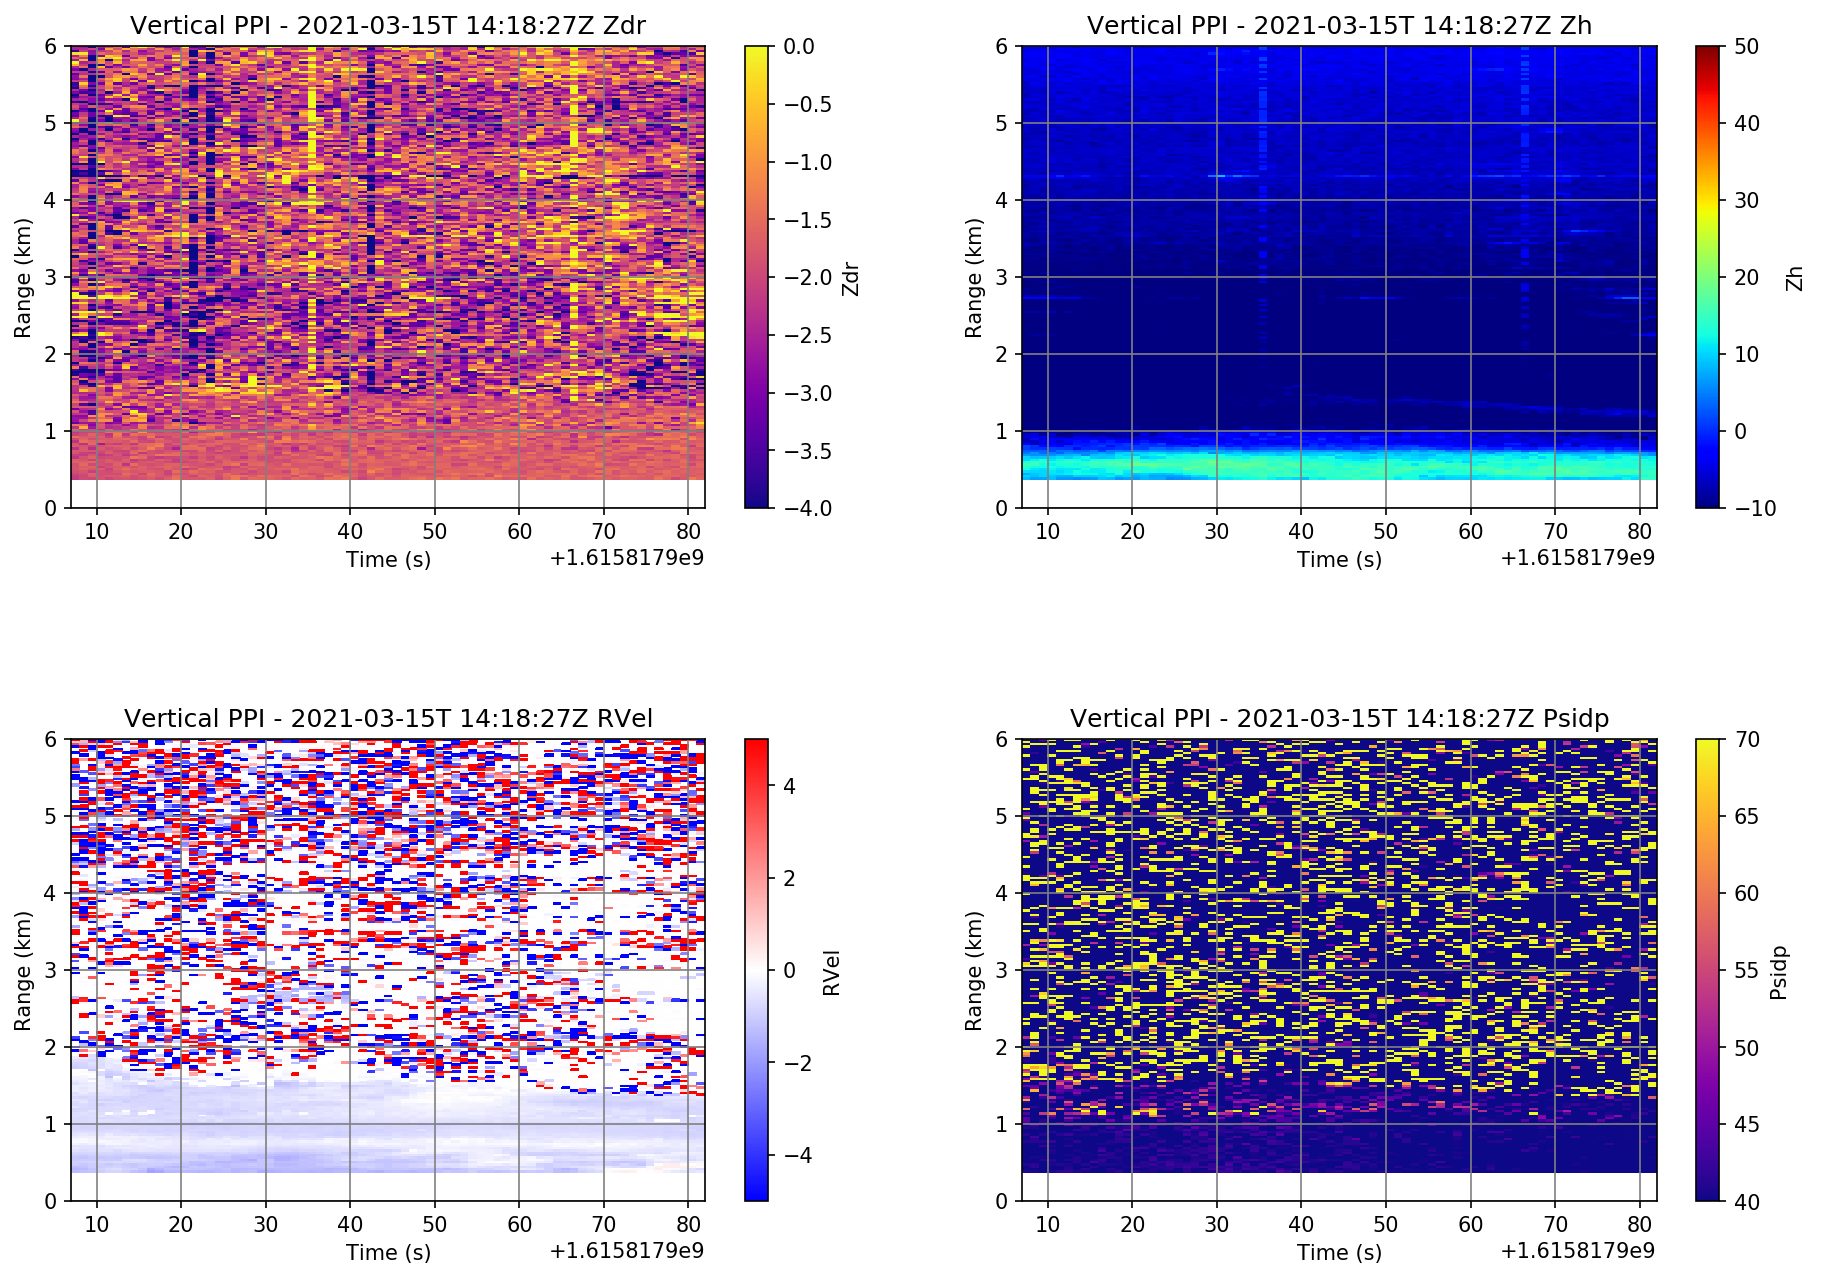 Vertical PPI - 2021-03-15T 14:18:27Z Zdr
6
5
4
3
2
1
0
Range (km)
10 20 30 40 50 60 70 80
Time (s)
+1.6158179e9
0.0
−0.5
−1.0
−1.5
−2.0
−2.5
−3.0
−3.5
−4.0
Zdr
Vertical PPI - 2021-03-15T 14:18:27Z Zh
6
5
4
3
2
1
0
Range (km)
10 20 30 40 50 60 70 80
Time (s)
+1.6158179e9
50
40
30
20
10
0
−10
Zh
Vertical PPI - 2021-03-15T 14:18:27Z RVel
6
5
4
3
2
1
0
Range (km)
10 20 30 40 50 60 70 80
Time (s)
+1.6158179e9
4
2
0
−2
−4
RVel
Vertical PPI - 2021-03-15T 14:18:27Z Psidp
6
5
4
3
2
1
0
Range (km)
10 20 30 40 50 60 70 80
Time (s)
+1.6158179e9
70
65
60
55
50
45
40
Psidp